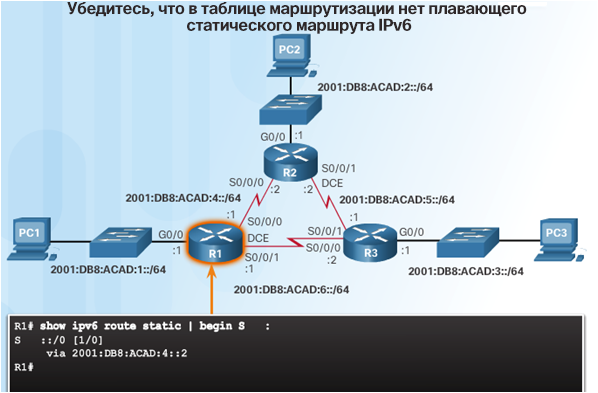 Убедитесь, что в таблице маршрутизации нет плавающего
статического маршрута IPv6
PC2
2001:DB8:ACAD:2::/64
G0/0
:1
R2
S0/0/0
:2
S0/0/1
:2
DCE
2001:DB8:ACAD:4::/64
2001:DB8:ACAD:5::/64
:1
S0/0/0
:1
PC1
G0/0
:1
DCE
R1
S0/0/1
:1
S0/0/1
S0/0/0
:2
R3
G0/0
:1
PC3
2001:DB8:ACAD:1::/64
2001:DB8:ACAD:3::/64
2001:DB8:ACAD:6::/64
R1# show ipv6 route static | begin S :
S ::/0 [1/0]
via 2001:DB8:ACAD:4::2
R1#